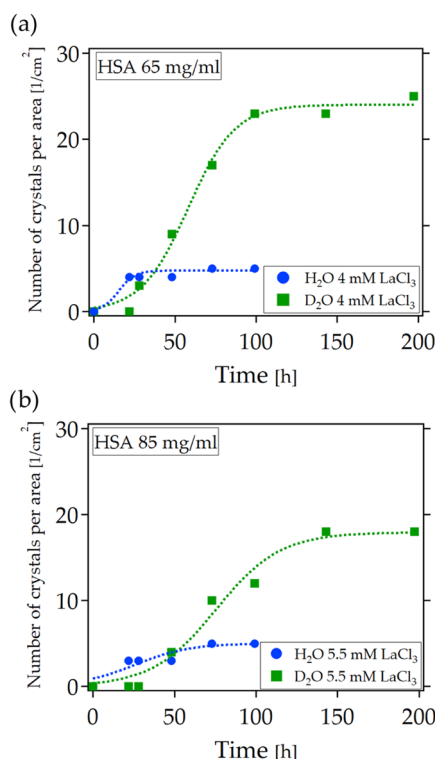 (a)
HSA 65 mg/ml
Number of crystals per area [1/cm²]
30
20
10
0
H₂O 4 mM LaCl₃
D₂O 4 mM LaCl₃
0 50 100 150 200
Time [h]
(b)
HSA 85 mg/ml
Number of crystals per area [1/cm²]
30
20
10
0
H₂O 5.5 mM LaCl₃
D₂O 5.5 mM LaCl₃
0 50 100 150 200
Time [h]